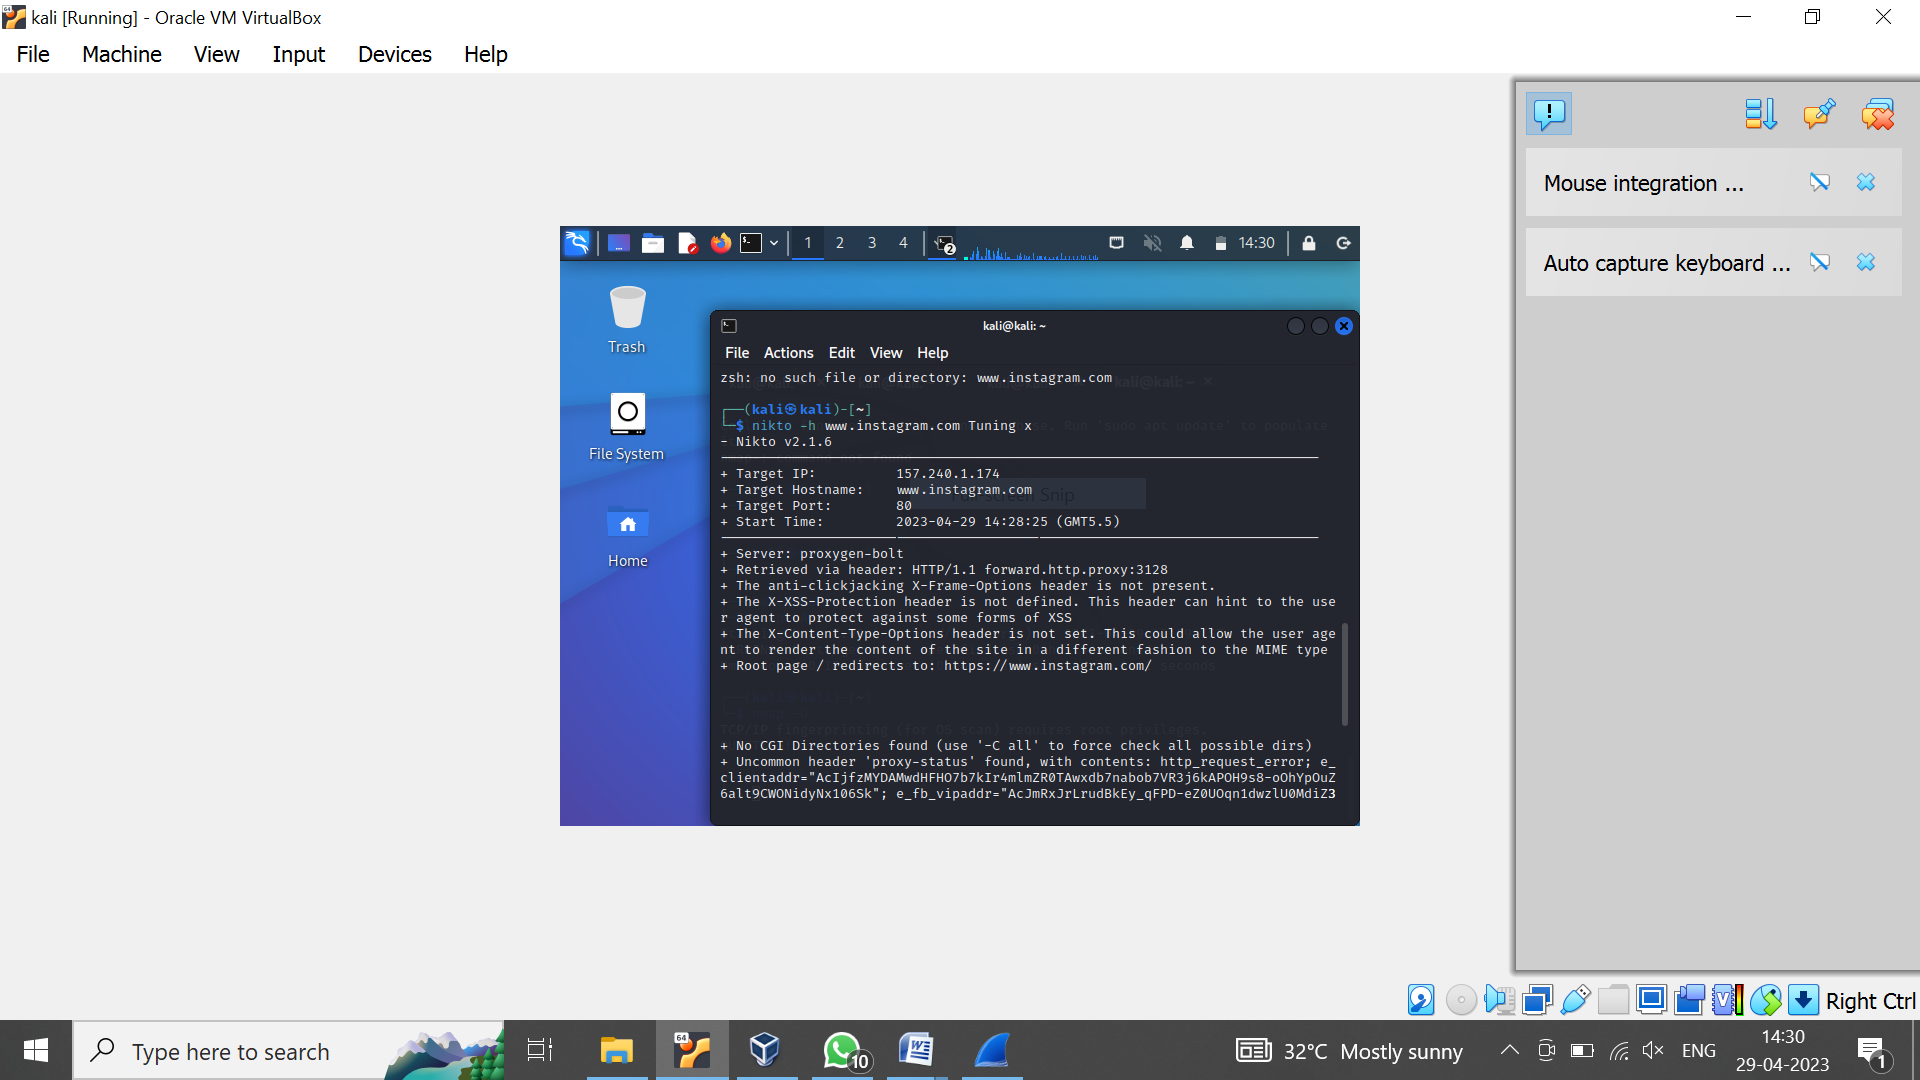 kali [Running] - Oracle VM VirtualBox
File Machine View Input Devices Help
Mouse integration ...
Auto capture keyboard ...
1 2 3 4 2 14:30
Trash
File System
Home
kali@kali: ~
File Actions Edit View Help
zsh: no such file or directory: www.instagram.com
┌──(kali㉿kali)-[~]
└─$ nikto -h www.instagram.com Tuning x
- Nikto v2.1.6
+ Target IP: 157.240.1.174
+ Target Hostname: www.instagram.com
+ Target Port: 80
+ Start Time: 2023-04-29 14:28:25 (GMT5.5)
+ Server: proxygen-bolt
+ Retrieved via header: HTTP/1.1 forward.http.proxy:3128
+ The anti-clickjacking X-Frame-Options header is not present.
+ The X-XSS-Protection header is not defined. This header can hint to the use
r agent to protect against some forms of XSS
+ The X-Content-Type-Options header is not set. This could allow the user age
nt to render the content of the site in a different fashion to the MIME type
+ Root page / redirects to: https://www.instagram.com/
+ No CGI Directories found (use '-C all' to force check all possible dirs)
+ Uncommon header 'proxy-status' found, with contents: http_request_error; e_
clientaddr="AcIjfzMYDAMwdHFHO7b7kIr4mlmZR0TAwxdb7nabob7VR3j6kAPOH9s8-oOhYpOuZ
6alt9CWONidyNx106Sk"; e_fb_vipaddr="AcJmRxJrLrudBkEy_qFPD-eZ0UOqn1dwzlU0MdiZ3
Right Ctrl
Type here to search
64
10
32°C Mostly sunny
ENG
14:30
29-04-2023
1